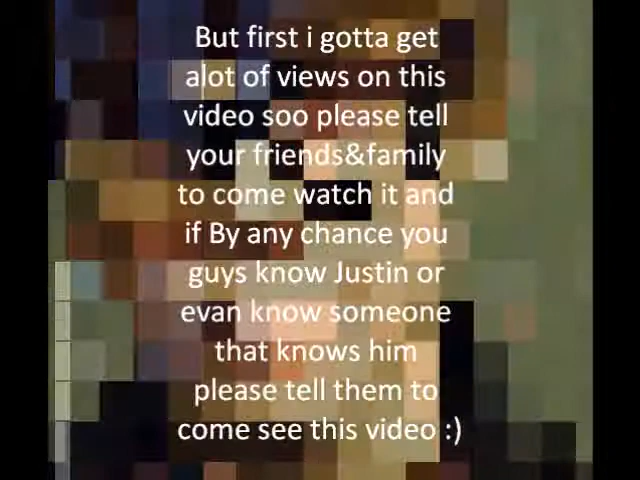 But first i gotta get
alot of views on this
video soo please tell
your friends&family
to come watch it and
if By any chance you
guys know Justin or
evan know someone
that knows him
please tell them to
come see this video :)